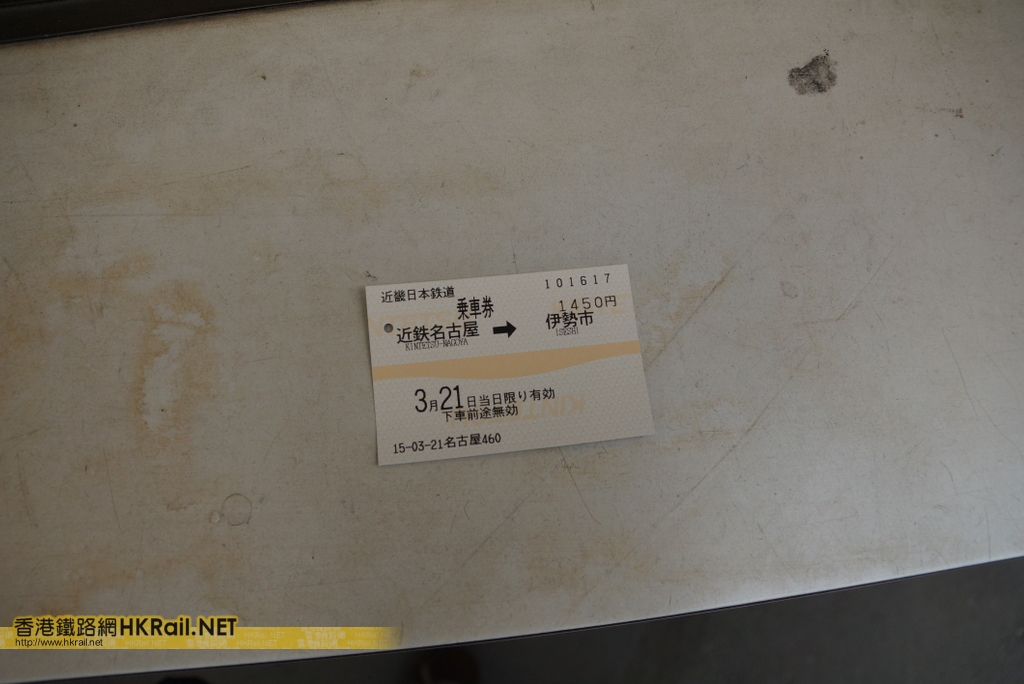 近畿日本鉄道
101617
乗車券
1450円
近鉄名古屋 ➡ 伊勢市
KINTETSU-NAGOYA
ISESHI
3月21日当日限り有効
下車前途無効
15-03-21名古屋460
香港鐵路網HKRail.NET
http://www.hkrail.net